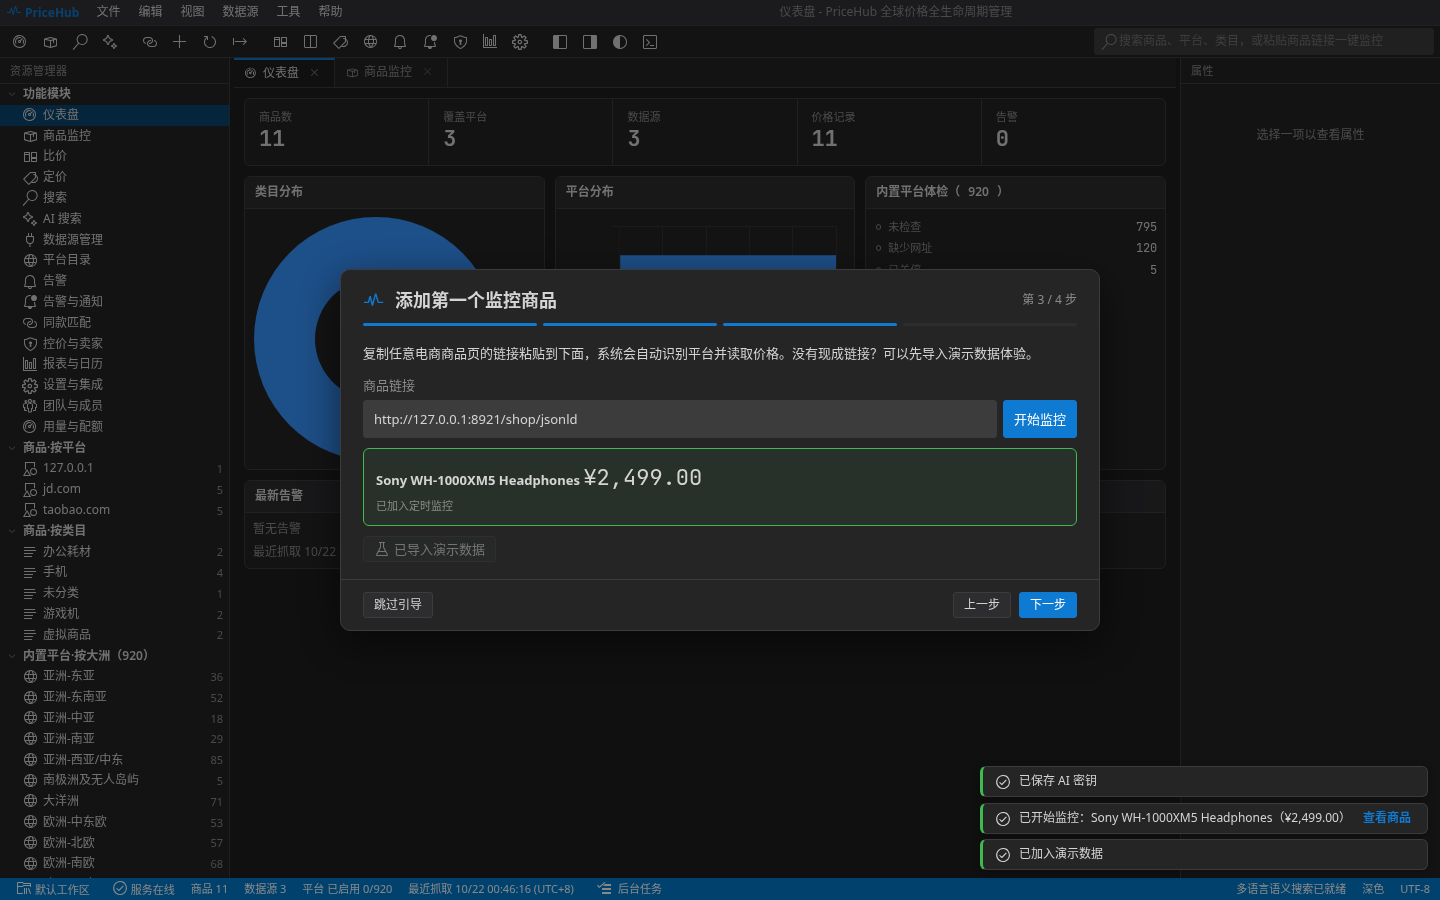 PriceHub 文件 编辑 视图 数据源 工具 帮助 仪表盘 - PriceHub 全球价格全生命周期管理
搜索商品、平台、类目，或粘贴商品链接一键监控
资源管理器
功能模块
仪表盘
商品监控
比价
定价
搜索
AI 搜索
数据源管理
平台目录
告警
告警与通知
同款匹配
控价与卖家
报表与日历
设置与集成
团队与成员
用量与配额
商品·按平台
127.0.0.1 1
jd.com 5
taobao.com 5
商品·按类目
办公耗材 2
手机 4
未分类 1
游戏机 2
虚拟商品 2
内置平台·按大洲（920）
亚洲-东亚 36
亚洲-东南亚 52
亚洲-中亚 18
亚洲-南亚 29
亚洲-西亚/中东 85
南极洲及无人岛屿 5
大洋洲 71
欧洲-中东欧 53
欧洲-北欧 57
欧洲-南欧 68
仪表盘 商品监控
商品数 覆盖平台 数据源 价格记录 告警
11 3 3 11 0
类目分布 平台分布 内置平台体检（ 920 ）
未检查 795
缺少网址 120
5
最新告警
暂无告警
最近抓取 10/22
属性
选择一项以查看属性
添加第一个监控商品 第 3 / 4 步
复制任意电商商品页的链接粘贴到下面，系统会自动识别平台并读取价格。没有现成链接？可以先导入演示数据体验。
商品链接
http://127.0.0.1:8921/shop/jsonld 开始监控
Sony WH-1000XM5 Headphones ¥2,499.00
已加入定时监控
已导入演示数据
跳过引导 上一步 下一步
已保存 AI 密钥
已开始监控：Sony WH-1000XM5 Headphones（¥2,499.00） 查看商品
已加入演示数据
默认工作区 服务在线 商品 11 数据源 3 平台 已启用 0/920 最近抓取 10/22 00:46:16 (UTC+8) 后台任务 多语言语义搜索已就绪 深色 UTF-8